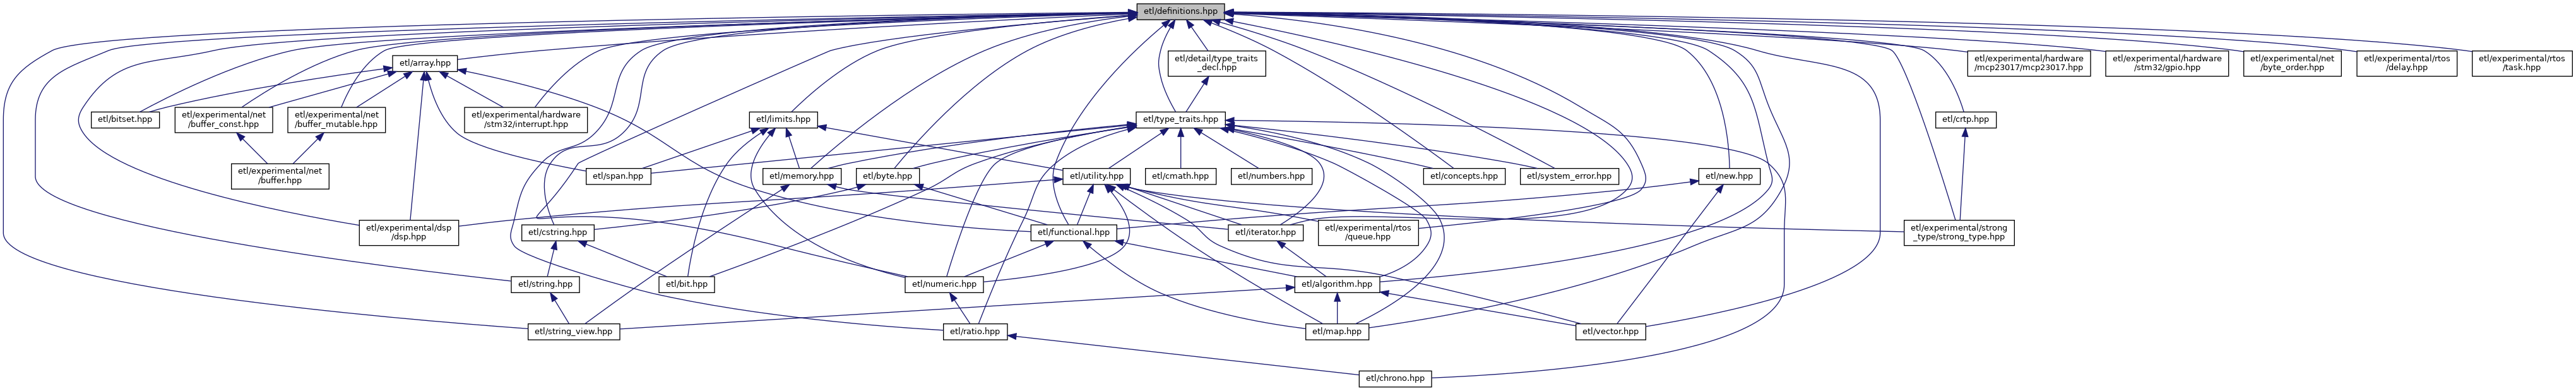 etl/definitions.hpp
etl/array.hpp
etl/detail/type_traits
_decl.hpp
etl/experimental/hardware
/mcp23017/mcp23017.hpp
etl/experimental/hardware
/stm32/gpio.hpp
etl/experimental/net
/byte_order.hpp
etl/experimental/rtos
/delay.hpp
etl/experimental/rtos
/task.hpp
etl/bitset.hpp
etl/experimental/net
/buffer_const.hpp
etl/experimental/net
/buffer_mutable.hpp
etl/experimental/hardware
/stm32/interrupt.hpp
etl/limits.hpp
etl/type_traits.hpp
etl/crtp.hpp
etl/experimental/net
/buffer.hpp
etl/span.hpp
etl/memory.hpp
etl/byte.hpp
etl/utility.hpp
etl/cmath.hpp
etl/numbers.hpp
etl/concepts.hpp
etl/system_error.hpp
etl/new.hpp
etl/experimental/dsp
/dsp.hpp
etl/cstring.hpp
etl/functional.hpp
etl/iterator.hpp
etl/experimental/rtos
/queue.hpp
etl/experimental/strong
_type/strong_type.hpp
etl/string.hpp
etl/bit.hpp
etl/numeric.hpp
etl/algorithm.hpp
etl/string_view.hpp
etl/ratio.hpp
etl/map.hpp
etl/vector.hpp
etl/chrono.hpp